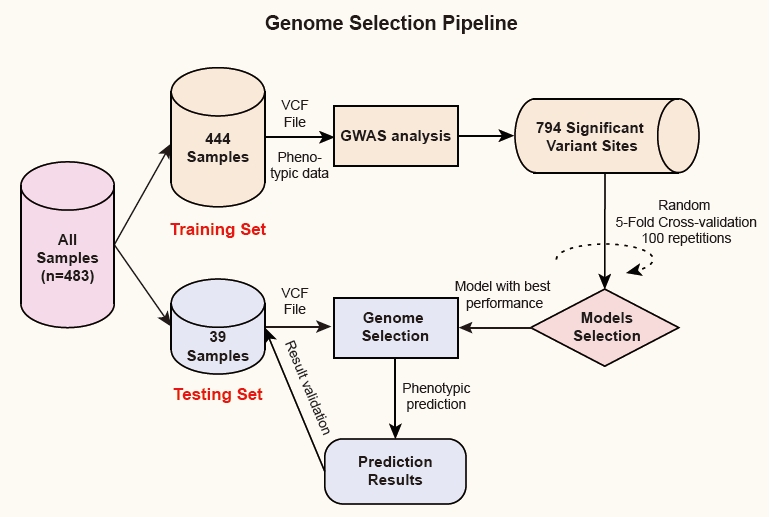 Genome Selection Pipeline
All
Samples
(n=483)
444
Samples
Training Set
VCF
File
Pheno-
typic data
GWAS analysis
794 Significant
Variant Sites
Random
5-Fold Cross-validation
100 repetitions
Models
Selection
Model with best
performance
39
Samples
Testing Set
VCF
File
Genome
Selection
Phenotypic
prediction
Result validation
Prediction
Results